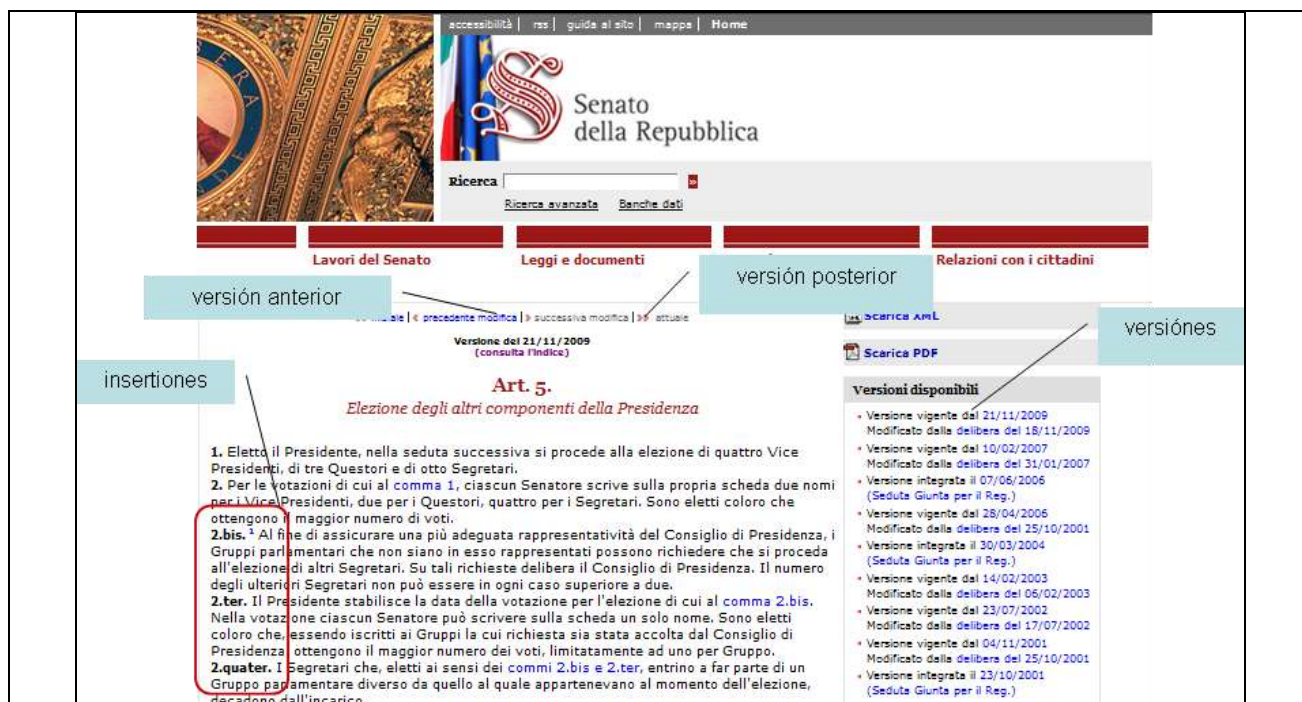 accessibilità | rss | guida al sito | mappa | Home
Senato
della Repubblica
Ricerca
Ricerca avanzata Banche dati
Lavori del Senato Leggi e documenti Relazioni con i cittadini
versión anterior
versión posterior
versiónes
insertiones
| « precedente modifica | » successiva modifica | » attuale
Versione del 21/11/2009
(consulta l'indice)
Art. 5.
Elezione degli altri componenti della Presidenza
1. Eletto il Presidente, nella seduta successiva si procede alla elezione di quattro Vice
Presidenti, di tre Questori e di otto Segretari.
2. Per le votazioni di cui al comma 1, ciascun Senatore scrive sulla propria scheda due nomi
per i Vice Presidenti, due per i Questori, quattro per i Segretari. Sono eletti coloro che
ottengono il maggior numero di voti.
2.bis. 1 Al fine di assicurare una più adeguata rappresentatività del Consiglio di Presidenza, i
Gruppi parlamentari che non siano in esso rappresentati possono richiedere che si proceda
all'elezione di altri Segretari. Su tali richieste delibera il Consiglio di Presidenza. Il numero
degli ulteriori Segretari non può essere in ogni caso superiore a due.
2.ter. Il Presidente stabilisce la data della votazione per l'elezione di cui al comma 2.bis.
Nella votazione ciascun Senatore può scrivere sulla scheda un solo nome. Sono eletti
coloro che, essendo iscritti ai Gruppi la cui richiesta sia stata accolta dal Consiglio di
Presidenza, ottengono il maggior numero dei voti, limitatamente ad uno per Gruppo.
2.quater. I Segretari che, eletti ai sensi dei commi 2.bis e 2.ter, entrino a far parte di un
Gruppo parlamentare diverso da quello al quale appartenevano al momento dell'elezione,
decadono dall'incarico.
Scarica XML
Scarica PDF
Versioni disponibili
Versione vigente dal 21/11/2009
Modificato dalla delibera del 18/11/2009
Versione vigente dal 10/02/2007
Modificato dalla delibera del 31/01/2007
Versione integrata il 07/06/2006
(Seduta Giunta per il Reg.)
Versione vigente dal 28/04/2006
Modificato dalla delibera del 25/10/2001
Versione integrata il 30/03/2004
(Seduta Giunta per il Reg.)
Versione vigente dal 14/02/2003
Modificato dalla delibera del 06/02/2003
Versione vigente dal 23/07/2002
Modificato dalla delibera del 17/07/2002
Versione vigente dal 04/11/2001
Modificato dalla delibera del 25/10/2001
Versione integrata il 23/10/2001
(Seduta Giunta per il Reg.)